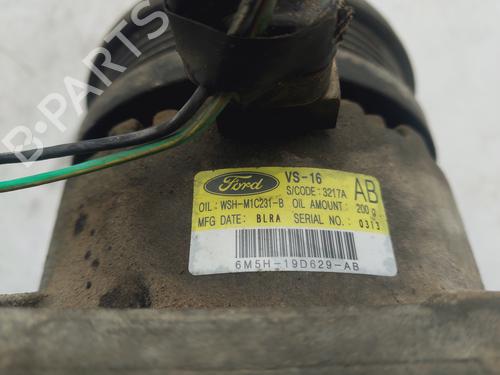 Ford
VS-16
S/CODE: 3217A
AB
OIL: WSH-M1C231-B OIL AMOUNT: 200 g
MFG DATE: BLRA SERIAL NO.: 0313
6M5H-19D629-AB
B-PARTS